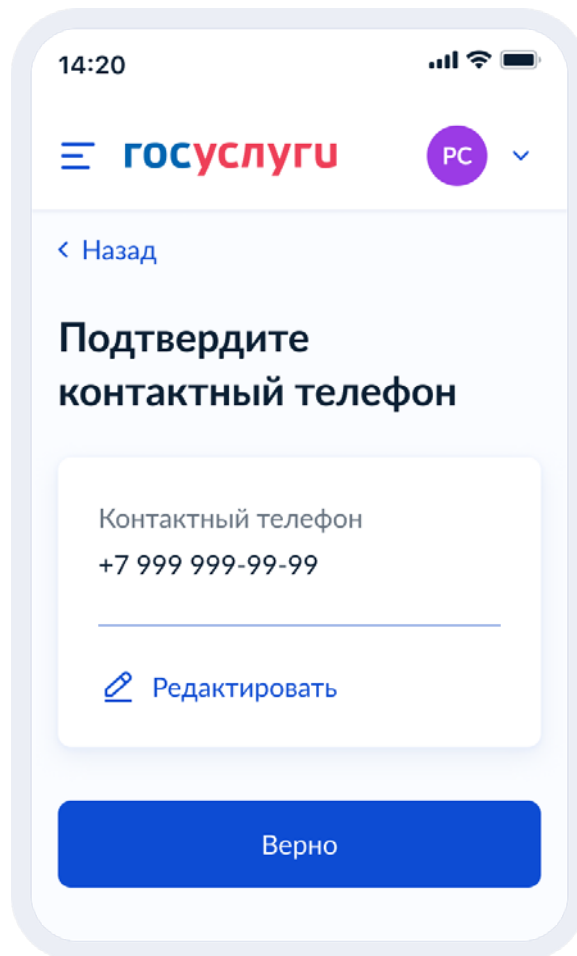 14:20
госуслуги
РС
Назад
Подтвердите
контактный телефон
Контактный телефон
+7 999 999-99-99
Редактировать
Верно